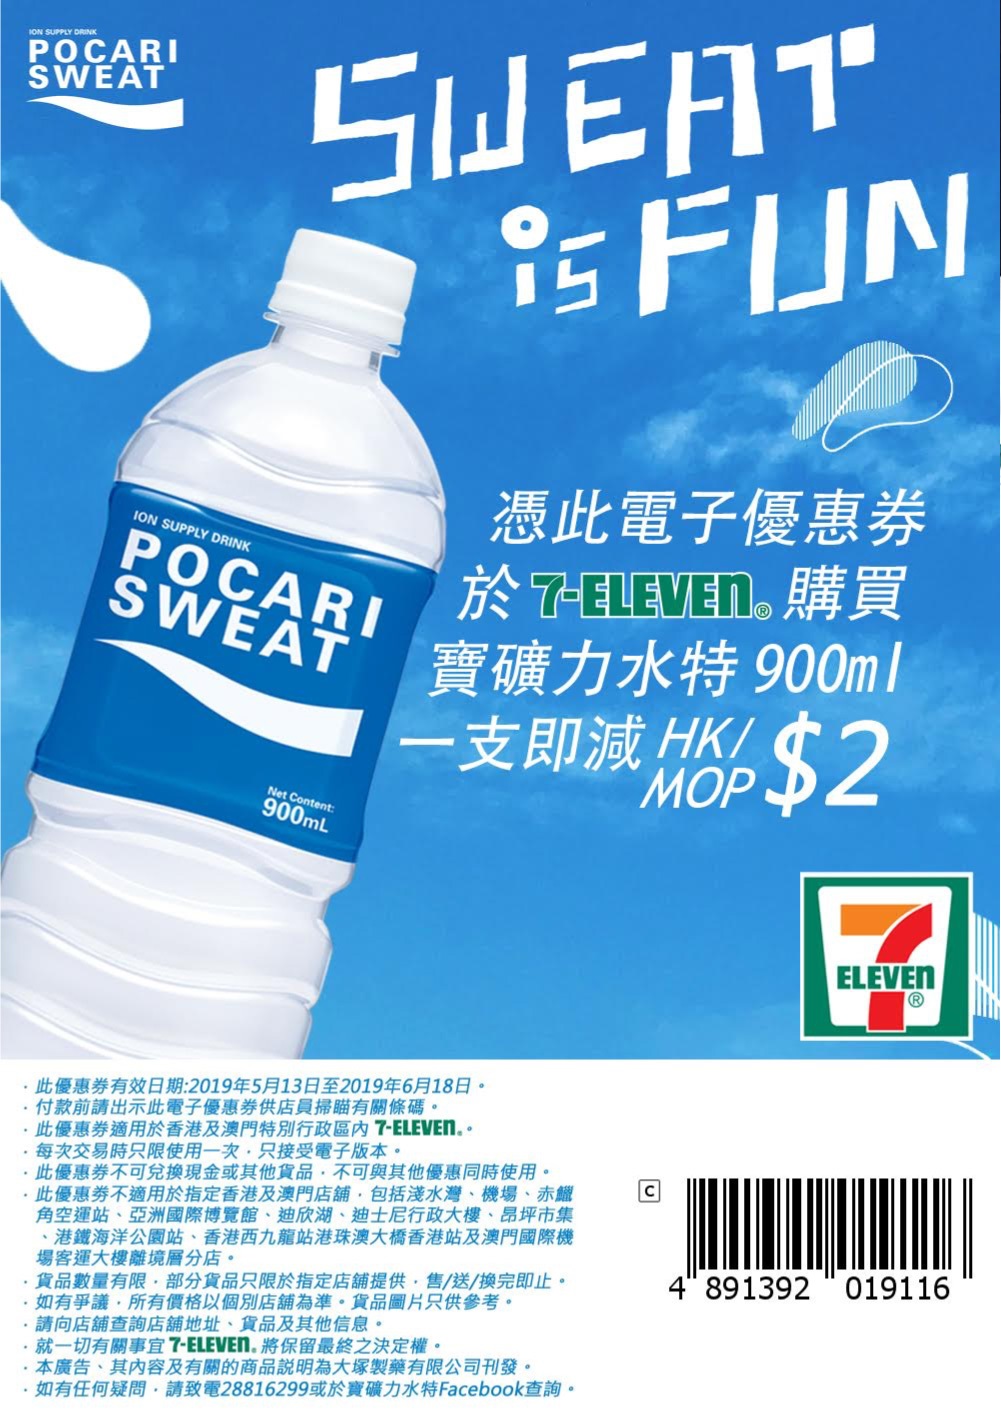 ION SUPPLY DRINK
POCARI
SWEAT
SWEAT
is FUN
ION SUPPLY DRINK
POCARI
SWEAT
Net Content:
900mL
憑此電子優惠券
於 7-ELEVEn® 購買
寶礦力水特 900ml
一支即減 HK/
MOP $2
7
ELEVEn
®
· 此優惠券有效日期:2019年5月13日至2019年6月18日。
· 付款前請出示此電子優惠券供店員掃瞄有關條碼。
· 此優惠券適用於香港及澳門特別行政區內 7-ELEVEn®。
· 每次交易時只限使用一次，只接受電子版本。
· 此優惠券不可兌換現金或其他貨品，不可與其他優惠同時使用。
· 此優惠券不適用於指定香港及澳門店舖，包括淺水灣、機場、赤鱲
角空運站、亞洲國際博覽館、迪欣湖、迪士尼行政大樓、昂坪市集
、港鐵海洋公園站、香港西九龍站港珠澳大橋香港站及澳門國際機
場客運大樓離境層分店。
· 貨品數量有限，部分貨品只限於指定店舖提供，售/送/換完即止。
· 如有爭議，所有價格以個別店舖為準。貨品圖片只供參考。
· 請向店舖查詢店舖地址、貨品及其他信息。
· 就一切有關事宜 7-ELEVEn® 將保留最終之決定權。
· 本廣告、其內容及有關的商品説明為大塚製藥有限公司刊發。
· 如有任何疑問，請致電28816299或於寶礦力水特Facebook查詢。
C
4 891392 019116